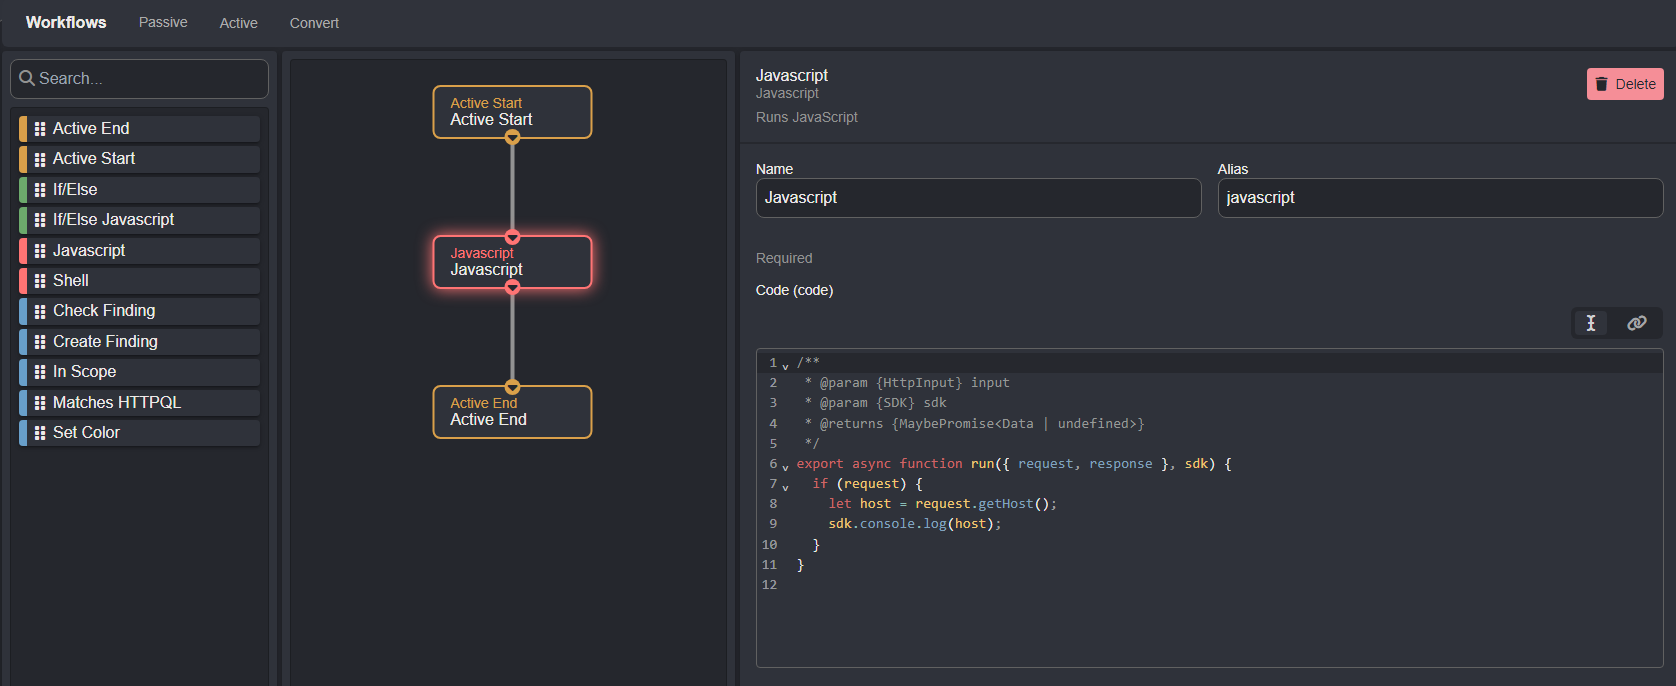 Workflows Passive Active Convert
Search...
Active End
Active Start
If/Else
If/Else Javascript
Javascript
Shell
Check Finding
Create Finding
In Scope
Matches HTTPQL
Set Color
Active Start
Active Start
Javascript
Javascript
Active End
Active End
Javascript
Javascript
Runs JavaScript
Delete
Name
Javascript
Alias
javascript
Required
Code (code)
1 /**
2  * @param {HttpInput} input
3  * @param {SDK} sdk
4  * @returns {MaybePromise<Data | undefined>}
5  */
6 export async function run({ request, response }, sdk) {
7   if (request) {
8     let host = request.getHost();
9     sdk.console.log(host);
10   }
11 }
12